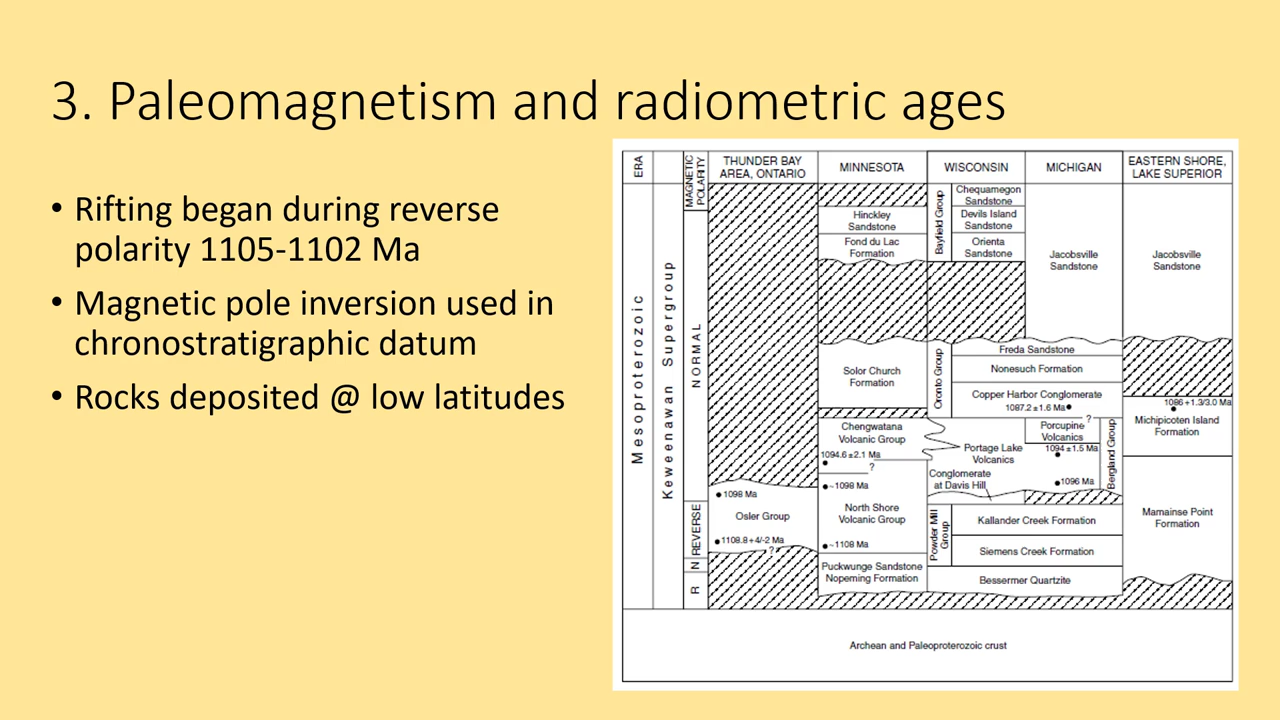 3. Paleomagnetism and radiometric ages
• Rifting began during reverse
polarity 1105-1102 Ma
• Magnetic pole inversion used in
chronostratigraphic datum
• Rocks deposited @ low latitudes
ERA
MAGNETIC
POLARITY
THUNDER BAY
AREA, ONTARIO
MINNESOTA
WISCONSIN
MICHIGAN
EASTERN SHORE,
LAKE SUPERIOR
Mesoproterozoic
Keweenawan Supergroup
NORMAL
REVERSE
N
R
1098 Ma
Osler Group
1108.8+4/-2 Ma
?
Hinckley
Sandstone
Fond du Lac
Formation
Solor Church
Formation
Chengwatana
Volcanic Group
1094.6±2.1 Ma
?
~1098 Ma
North Shore
Volcanic Group
~1108 Ma
Puckwunge Sandstone
Nopeming Formation
Bayfield Group
Chequamegon
Sandstone
Devils Island
Sandstone
Orienta
Sandstone
Jacobsville
Sandstone
Oronto Group
Freda Sandstone
Nonesuch Formation
Copper Harbor Conglomerate
1087.2±1.6 Ma
?
Porcupine
Volcanics
1094±1.5 Ma
Portage Lake
Volcanics
1096 Ma
Bergland Group
Conglomerate
at Davis Hill
Powder Mill
Group
Kallander Creek Formation
Siemens Creek Formation
Bessermer Quartzite
Jacobsville
Sandstone
1086+1.3/3.0 Ma
Michipicoten Island
Formation
Mamainse Point
Formation
Archean and Paleoproterozoic crust